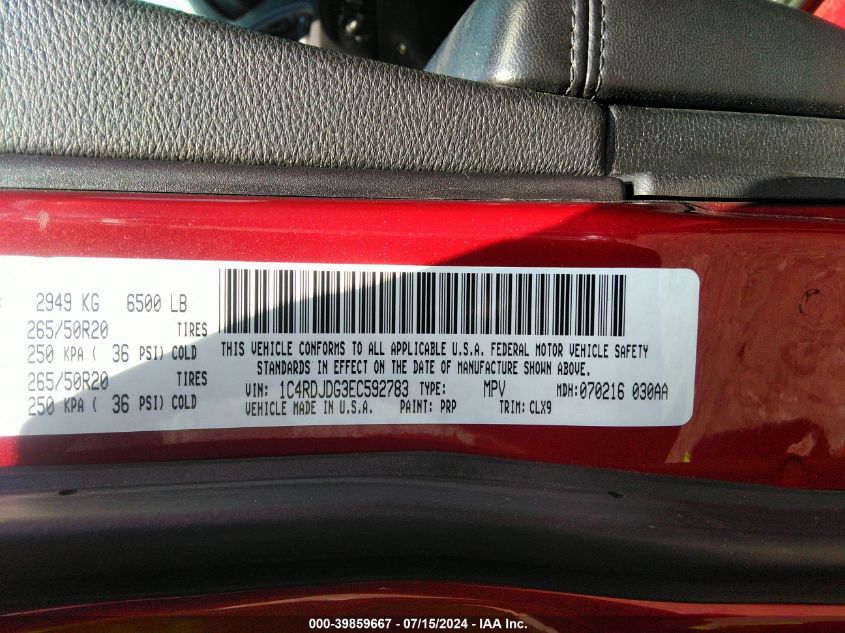 : 2949 KG 6500 LB
265/50R20 TIRES
250 KPA ( 36 PSI) COLD
265/50R20 TIRES
250 KPA ( 36 PSI) COLD
THIS VEHICLE CONFORMS TO ALL APPLICABLE U.S.A. FEDERAL MOTOR VEHICLE SAFETY
STANDARDS IN EFFECT ON THE DATE OF MANUFACTURE SHOWN ABOVE.
VIN: 1C4RDJDG3EC592783 TYPE: MPV MDH:070216 030AA
VEHICLE MADE IN U.S.A. PAINT: PRP TRIM: CLX9
000-39859667 - 07/15/2024 - IAA Inc.